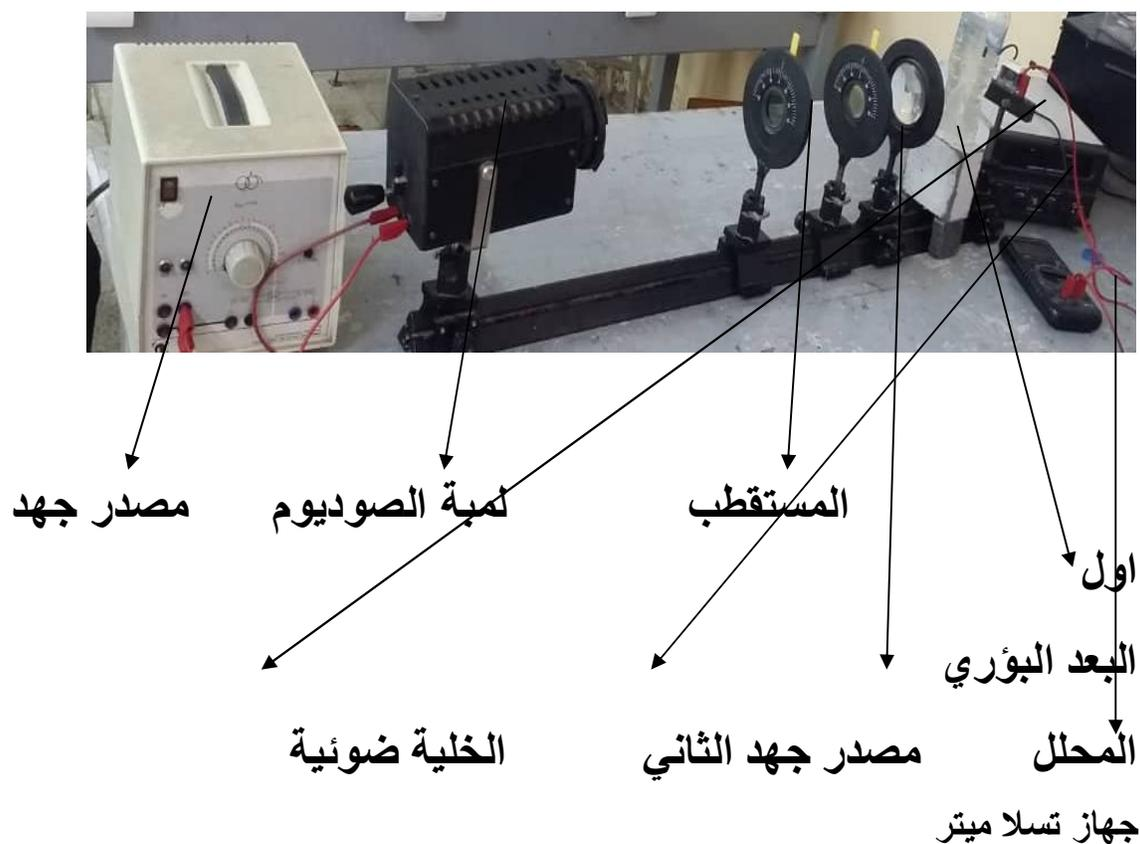 مصدر جهد
لمبة الصوديوم
المستقطب
اول
البعد البؤري
المحلل
مصدر جهد الثاني
الخلية ضوئية
جهاز تسلا ميتر